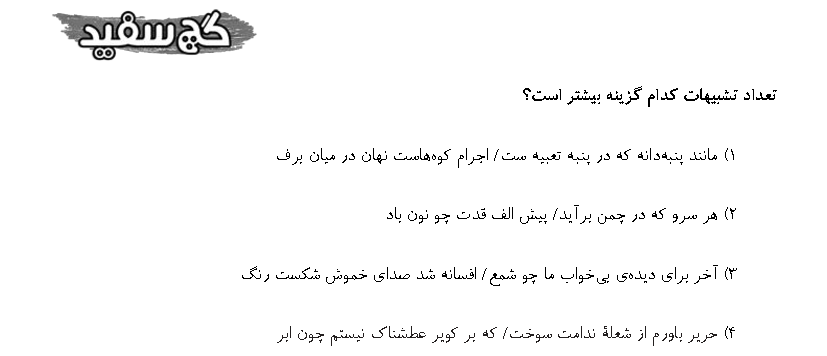 گچ سفید
تعداد تشبیهات کدام گزینه بیشتر است؟
۱) مانند پنبه‌دانه که در پنبه تعبیه ست/ اجرام کوه‌هاست نهان در میان برف
۲) هر سرو که در چمن برآید/ پیش الف قدت چو نون باد
۳) آخر برای دیده‌ی بی‌خواب ما چو شمع/ افسانه شد صدای خموش شکست رنگ
۴) حریر باورم از شعلهٔ ندامت سوخت/ که بر کویر عطشناک نیستم چون ابر